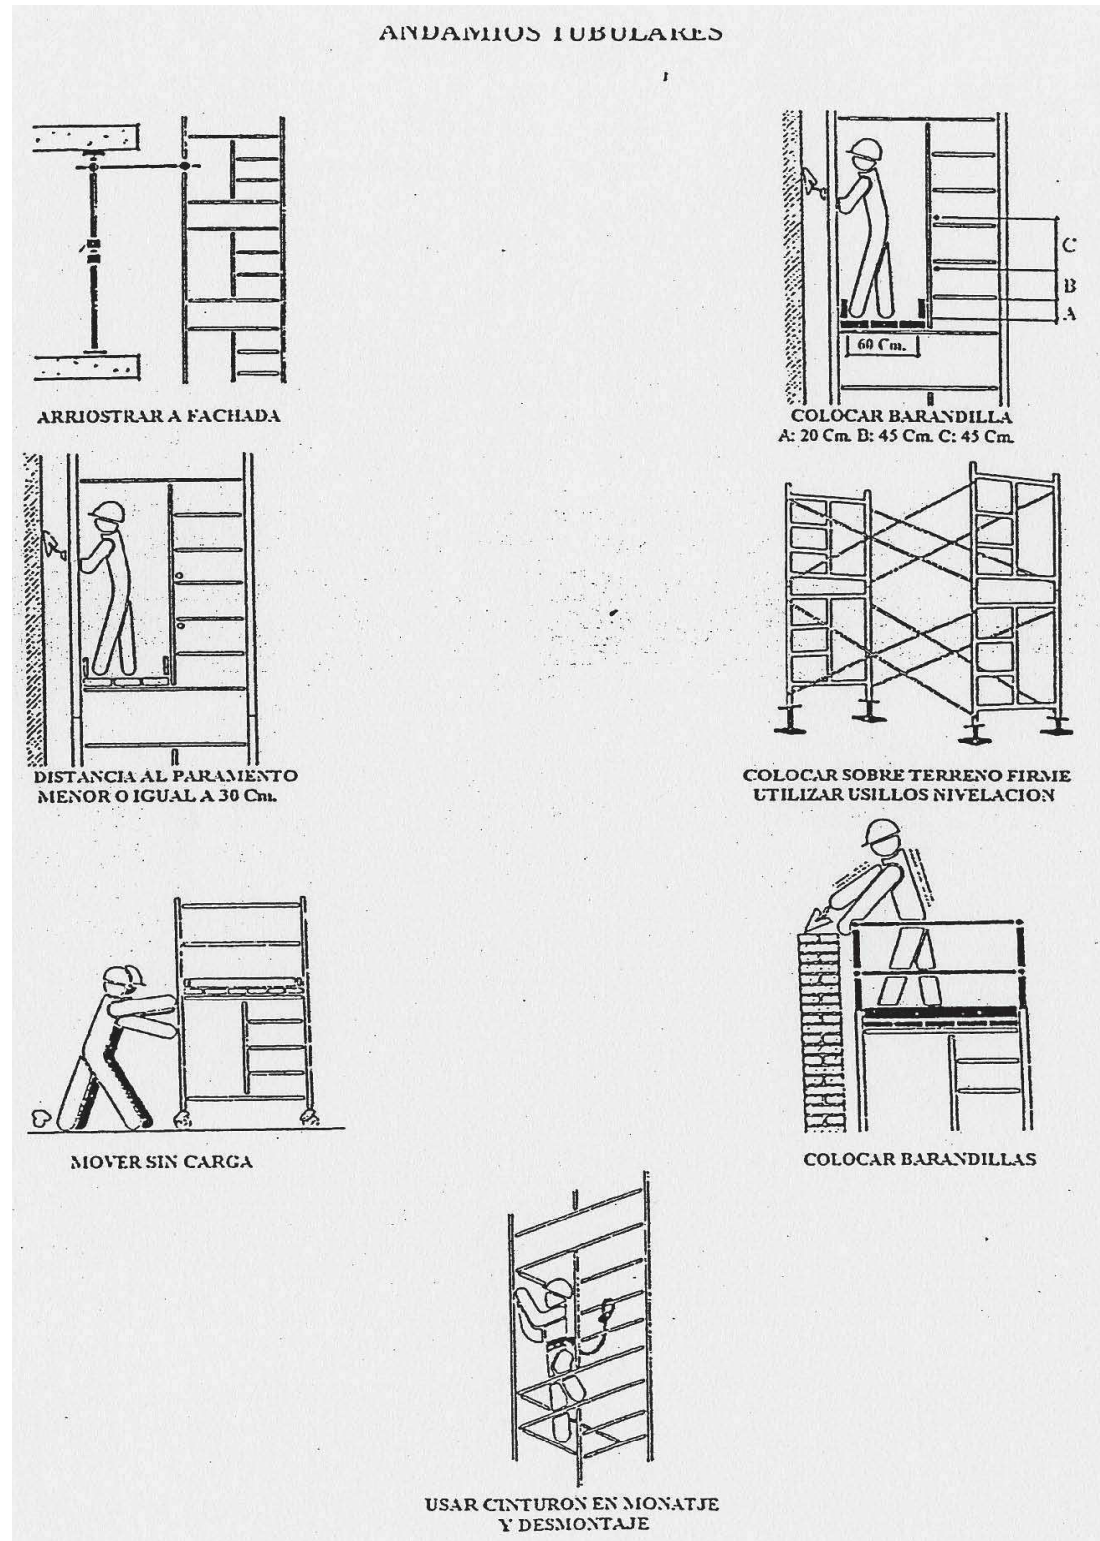 ANDAMIOS TUBULARES
ARRIOSTRAR A FACHADA
C
B
A
60 Cm.
COLOCAR BARANDILLA
A: 20 Cm. B: 45 Cm. C: 45 Cm.
DISTANCIA AL PARAMENTO
MENOR O IGUAL A 30 Cm.
COLOCAR SOBRE TERRENO FIRME
UTILIZAR USILLOS NIVELACION
MOVER SIN CARGA
COLOCAR BARANDILLAS
USAR CINTURON EN MONATJE
Y DESMONTAJE